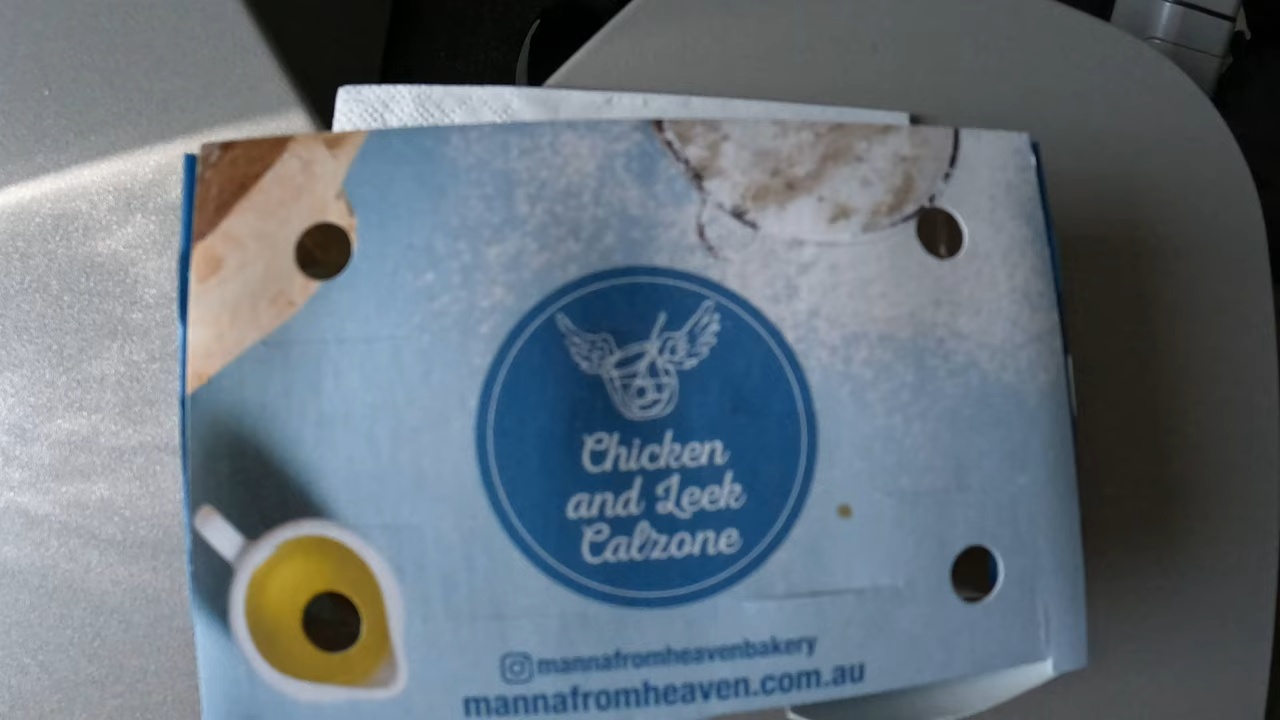 Chicken
and Leek
Calzone
mannafromheavenbakery
mannafromheaven.com.au